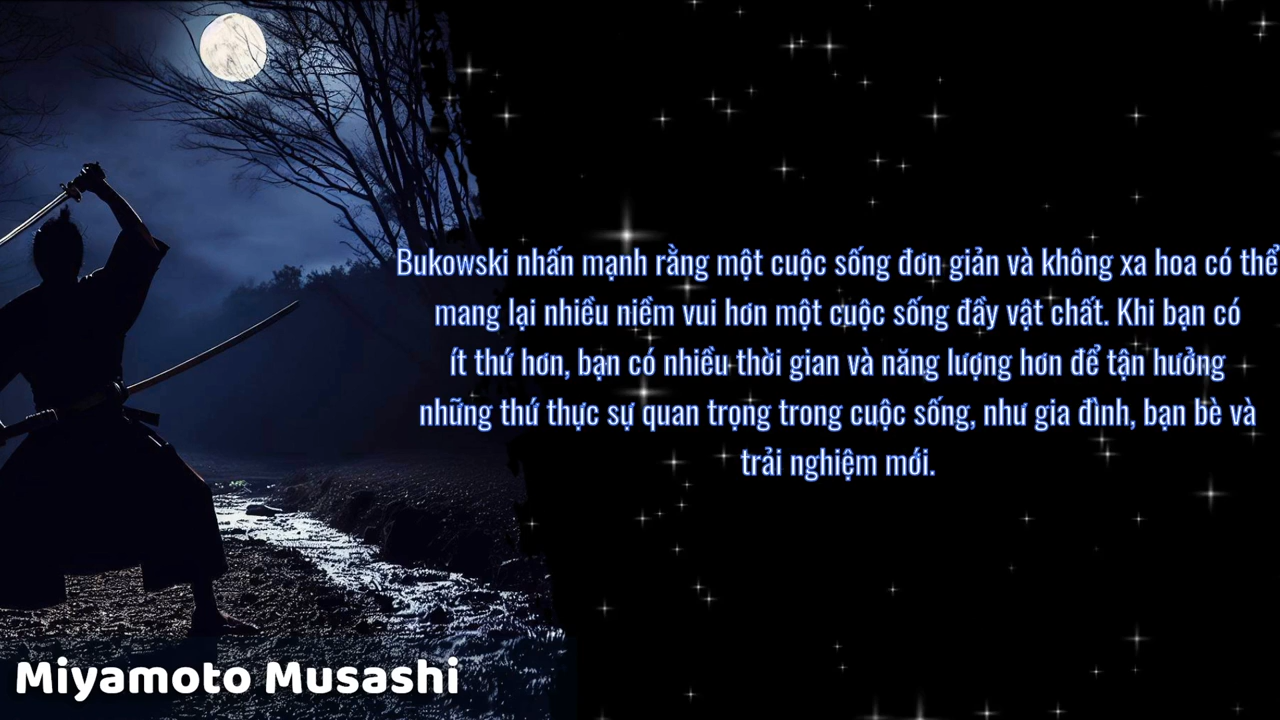 Bukowski nhấn mạnh rằng một cuộc sống đơn giản và không xa hoa có thể
mang lại nhiều niềm vui hơn một cuộc sống đầy vật chất. Khi bạn có
ít thứ hơn, bạn có nhiều thời gian và năng lượng hơn để tận hưởng
những thứ thực sự quan trọng trong cuộc sống, như gia đình, bạn bè và
trải nghiệm mới.
Miyamoto Musashi